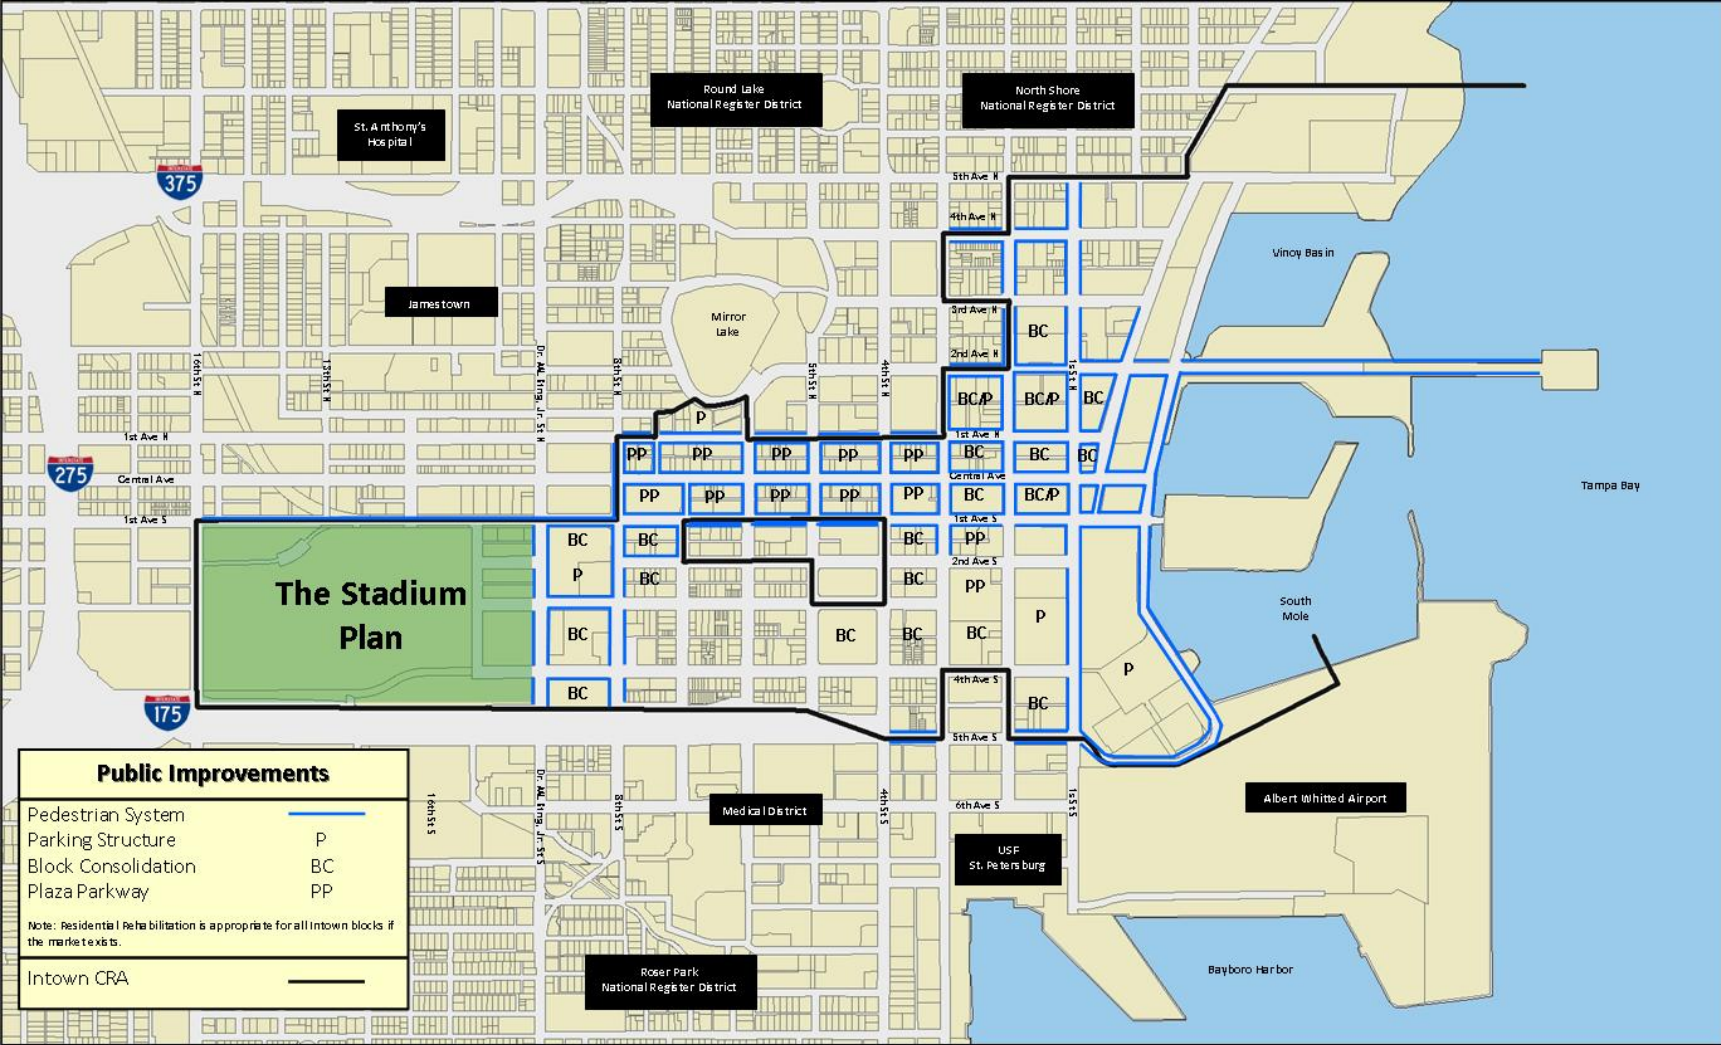 Round Lake
National Register District
North Shore
National Register District
St. Anthony's
Hospital
375
5th Ave N
4th Ave N
Vinoy Basin
Jamestown
Mirror
Lake
3rd Ave N
BC
2nd Ave N
16th St N
13th St N
Dr. ML King, Jr. St N
8th St N
5th St N
4th St N
1st St N
BC/P
BC/P
BC
P
1st Ave N
1st Ave N
PP
PP
PP
PP
PP
BC
BC
BC
275
Central Ave
Central Ave
Tampa Bay
PP
PP
PP
PP
PP
BC
BC/P
1st Ave S
1st Ave S
BC
BC
BC
PP
2nd Ave S
The Stadium
Plan
P
BC
BC
PP
South
Mole
P
BC
BC
BC
BC
P
4th Ave S
BC
BC
175
5th Ave S
Public Improvements
Pedestrian System
Parking Structure P
Block Consolidation BC
Plaza Parkway PP
Note: Residential Rehabilitation is appropriate for all Intown blocks if
the market exists.
Intown CRA
16th St S
Dr. ML King, Jr. St S
8th St S
Medical District
4th St S
6th Ave S
1st St S
Albert Whitted Airport
USF
St. Petersburg
Roser Park
National Register District
Bayboro Harbor